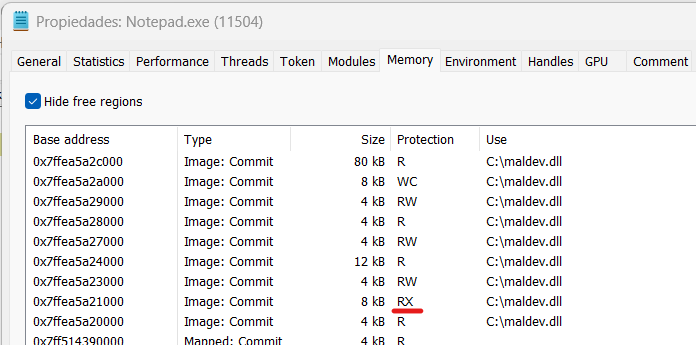 Propiedades: Notepad.exe (11504)
General Statistics Performance Threads Token Modules Memory Environment Handles GPU Comment
Hide free regions
Base address Type Size Protection Use
0x7ffea5a2c000 Image: Commit 80 kB R C:\maldev.dll
0x7ffea5a2a000 Image: Commit 8 kB WC C:\maldev.dll
0x7ffea5a29000 Image: Commit 4 kB RW C:\maldev.dll
0x7ffea5a28000 Image: Commit 4 kB R C:\maldev.dll
0x7ffea5a27000 Image: Commit 4 kB RW C:\maldev.dll
0x7ffea5a24000 Image: Commit 12 kB R C:\maldev.dll
0x7ffea5a23000 Image: Commit 4 kB RW C:\maldev.dll
0x7ffea5a21000 Image: Commit 8 kB RX C:\maldev.dll
0x7ffea5a20000 Image: Commit 4 kB R C:\maldev.dll
0x7ff514390000 Mapped: Commit 4 kB R